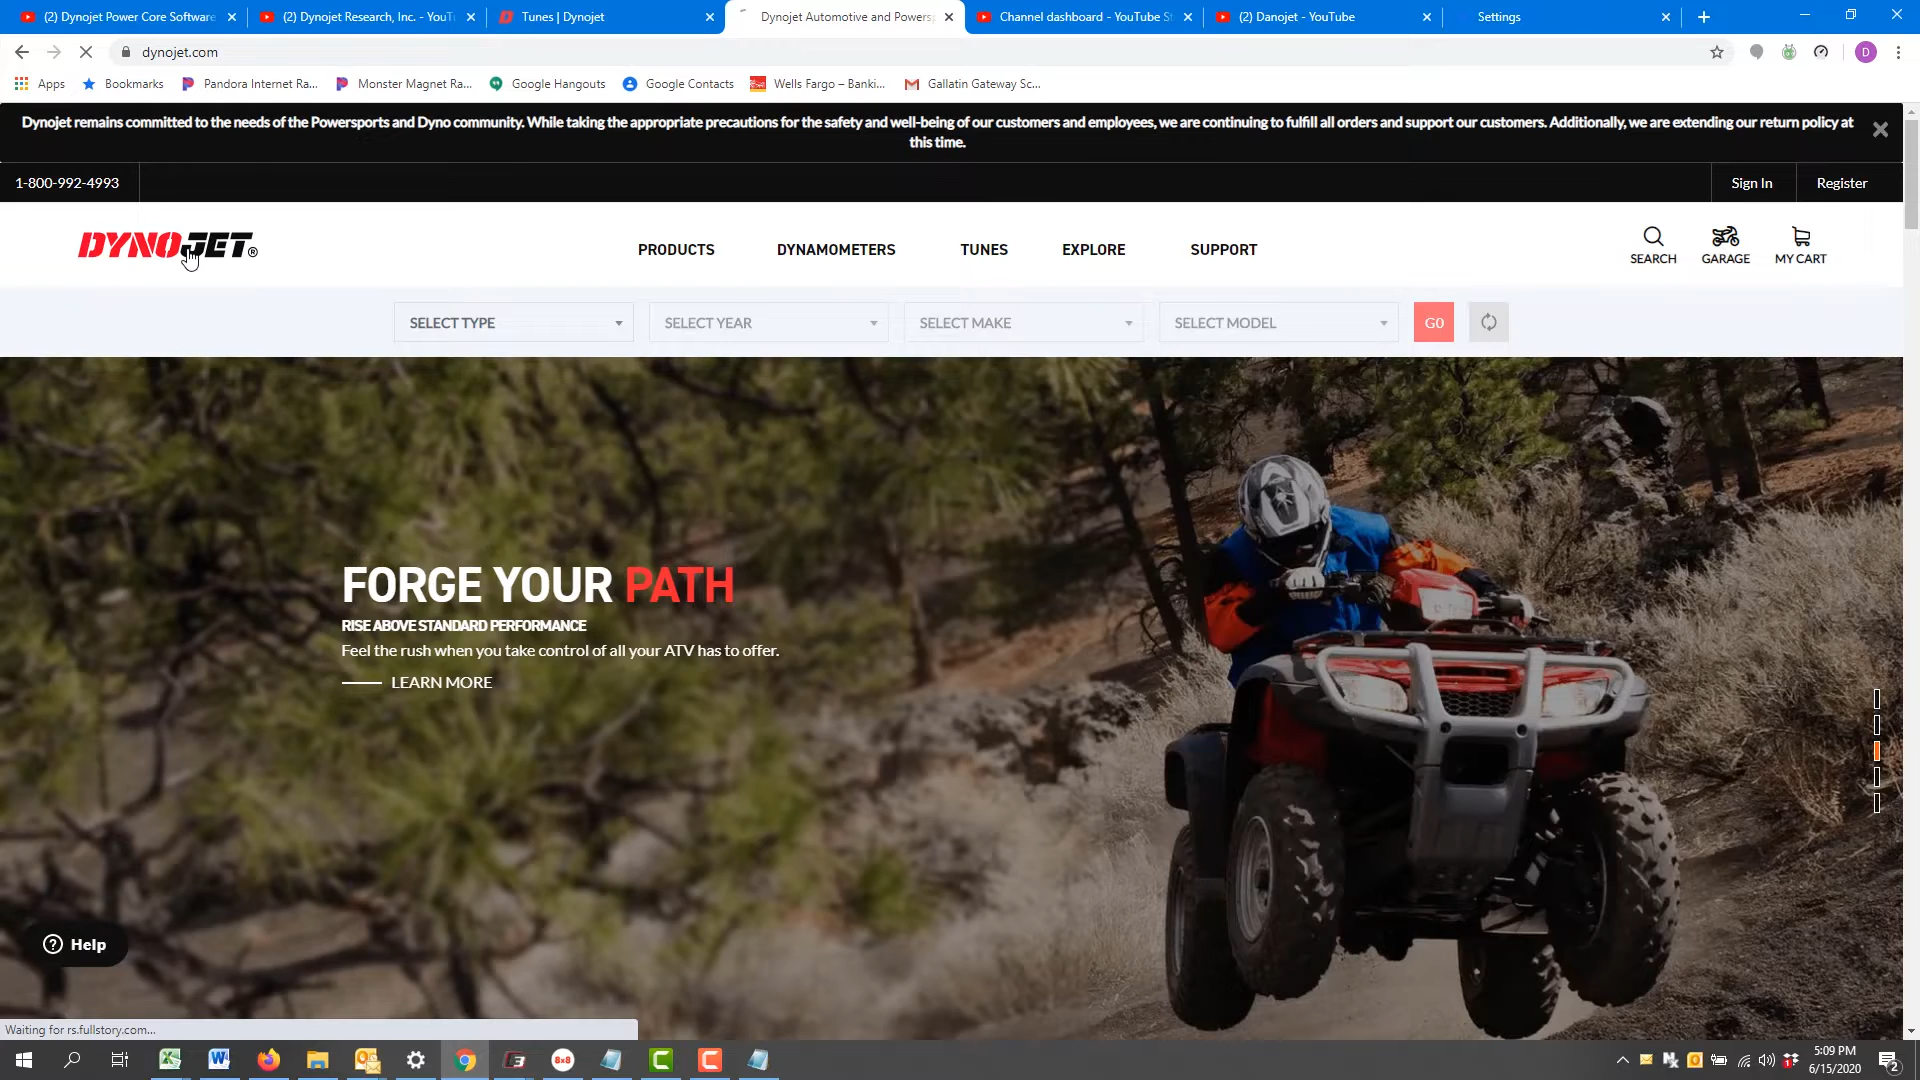 (2) Dynojet Power Core Software
(2) Dynojet Research, Inc. - YouT
Tunes | Dynojet
Dynojet Automotive and Powersp
Channel dashboard - YouTube St
(2) Danojet - YouTube
Settings
dynojet.com
D
Apps
Bookmarks
Pandora Internet Ra...
Monster Magnet Ra...
Google Hangouts
Google Contacts
Wells Fargo – Banki...
Gallatin Gateway Sc...
Dynojet remains committed to the needs of the Powersports and Dyno community. While taking the appropriate precautions for the safety and well-being of our customers and employees, we are continuing to fulfill all orders and support our customers. Additionally, we are extending our return policy at
this time.
1-800-992-4993
Sign In
Register
DYNOJET®
PRODUCTS
DYNAMOMETERS
TUNES
EXPLORE
SUPPORT
SEARCH
GARAGE
MY CART
SELECT TYPE
SELECT YEAR
SELECT MAKE
SELECT MODEL
GO
FORGE YOUR PATH
RISE ABOVE STANDARD PERFORMANCE
Feel the rush when you take control of all your ATV has to offer.
LEARN MORE
? Help
Waiting for rs.fullstory.com...
8x8
5:09 PM
6/15/2020
2